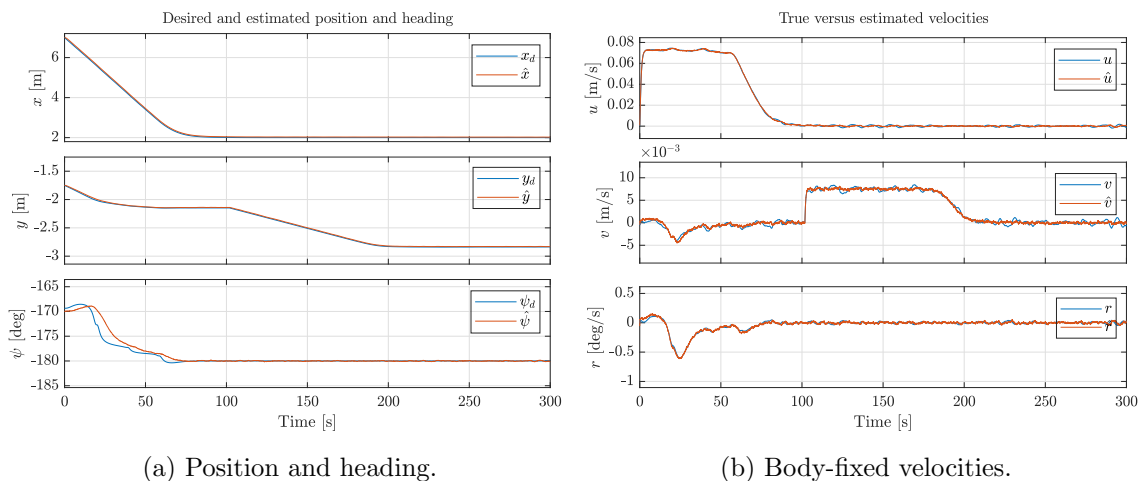 Desired and estimated position and heading
6
4
2
x [m]
x_d
x̂
-1.5
-2
-2.5
-3
y [m]
y_d
ŷ
-165
-170
-175
-180
-185
ψ [deg]
ψ_d
ψ̂
0 50 100 150 200 250 300
Time [s]
(a) Position and heading.
True versus estimated velocities
0.08
0.06
0.04
0.02
0
u [m/s]
u
û
×10⁻³
10
5
0
-5
v [m/s]
v
v̂
0.5
0
-0.5
-1
r [deg/s]
r
r̂
0 50 100 150 200 250 300
Time [s]
(b) Body-fixed velocities.